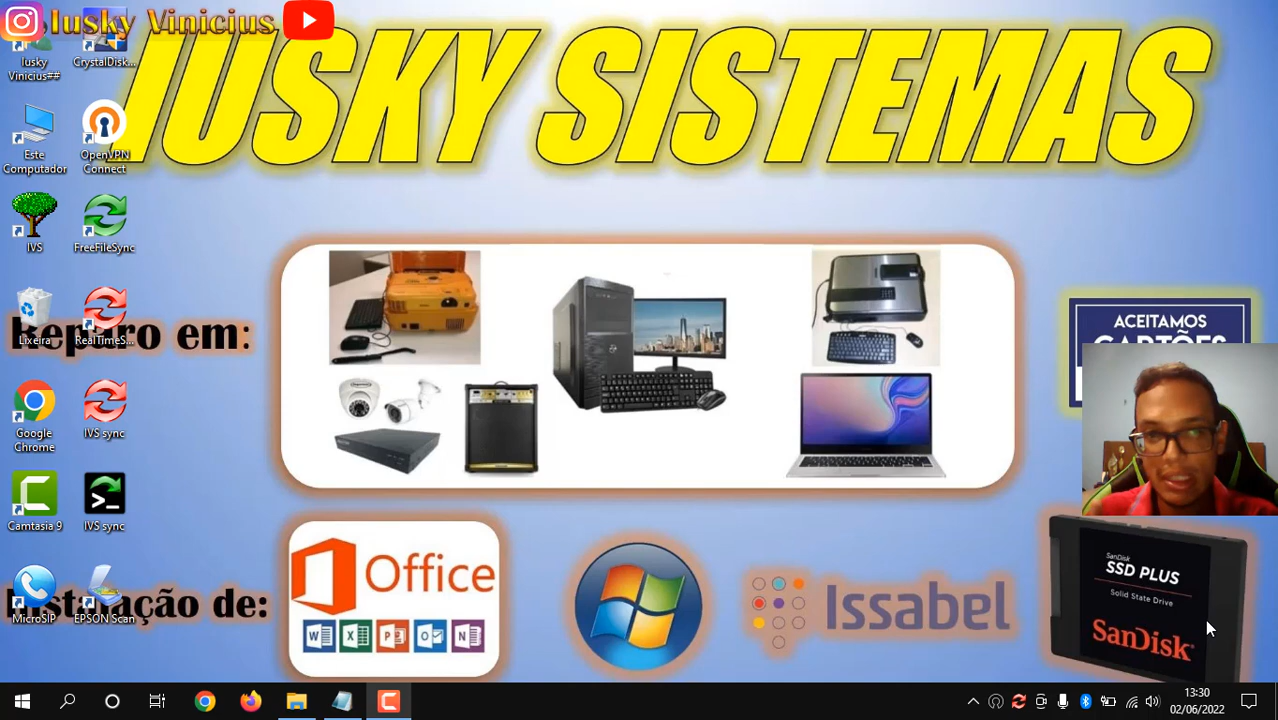 Iusky Vinicius
IUSKY SISTEMAS
Iusky
Vinicius##
CrystalDisk...
Este
Computador
OpenVPN
Connect
IVS
FreeFileSync
Lixeira
RealTimeS...
Reparo em:
ACEITAMOS
CARTÕES
Google
Chrome
IVS sync
Camtasia 9
IVS sync
MicroSIP
EPSON Scan
Instalação de:
Office
Issabel
SanDisk
SSD PLUS
Solid State Drive
SanDisk
13:30
02/06/2022